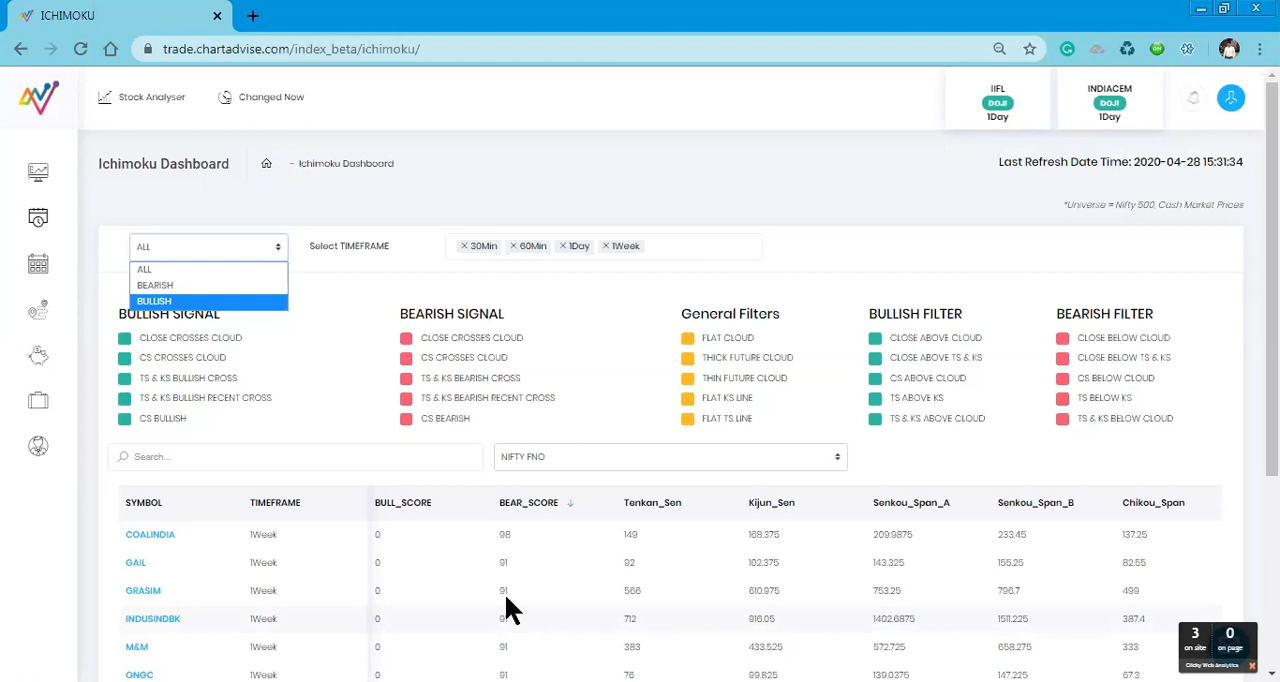 ICHIMOKU
trade.chartadvise.com/index_beta/ichimoku/
Stock Analyser
Changed Now
IIFL
DOJI
1Day
INDIACEM
DOJI
1Day
Ichimoku Dashboard
- Ichimoku Dashboard
Last Refresh Date Time: 2020-04-28 15:31:34
*Universe = Nifty 500, Cash Market Prices
ALL
Select TIMEFRAME
× 30Min × 60Min × 1Day × 1Week
ALL
BEARISH
BULLISH
BULLISH SIGNAL
CLOSE CROSSES CLOUD
CS CROSSES CLOUD
TS & KS BULLISH CROSS
TS & KS BULLISH RECENT CROSS
CS BULLISH
BEARISH SIGNAL
CLOSE CROSSES CLOUD
CS CROSSES CLOUD
TS & KS BEARISH CROSS
TS & KS BEARISH RECENT CROSS
CS BEARISH
General Filters
FLAT CLOUD
THICK FUTURE CLOUD
THIN FUTURE CLOUD
FLAT KS LINE
FLAT TS LINE
BULLISH FILTER
CLOSE ABOVE CLOUD
CLOSE ABOVE TS & KS
CS ABOVE CLOUD
TS ABOVE KS
TS & KS ABOVE CLOUD
BEARISH FILTER
CLOSE BELOW CLOUD
CLOSE BELOW TS & KS
CS BELOW CLOUD
TS BELOW KS
TS & KS BELOW CLOUD
Search...
NIFTY FNO
SYMBOL TIMEFRAME BULL_SCORE BEAR_SCORE ↓ Tenkan_Sen Kijun_Sen Senkou_Span_A Senkou_Span_B Chikou_Span
COALINDIA 1Week 0 98 149 168.375 209.9875 233.45 137.25
GAIL 1Week 0 91 92 102.375 143.325 155.25 82.55
GRASIM 1Week 0 91 566 610.975 753.25 796.7 499
INDUSINDBK 1Week 0 712 916.05 1402.6875 1511.225 387.4
M&M 1Week 0 91 383 433.525 572.725 658.275 333
ONGC 1Week 0 91 76 99.825 139.0375 147.225 67.3
3 0
on site on page
Clicky Web Analytics